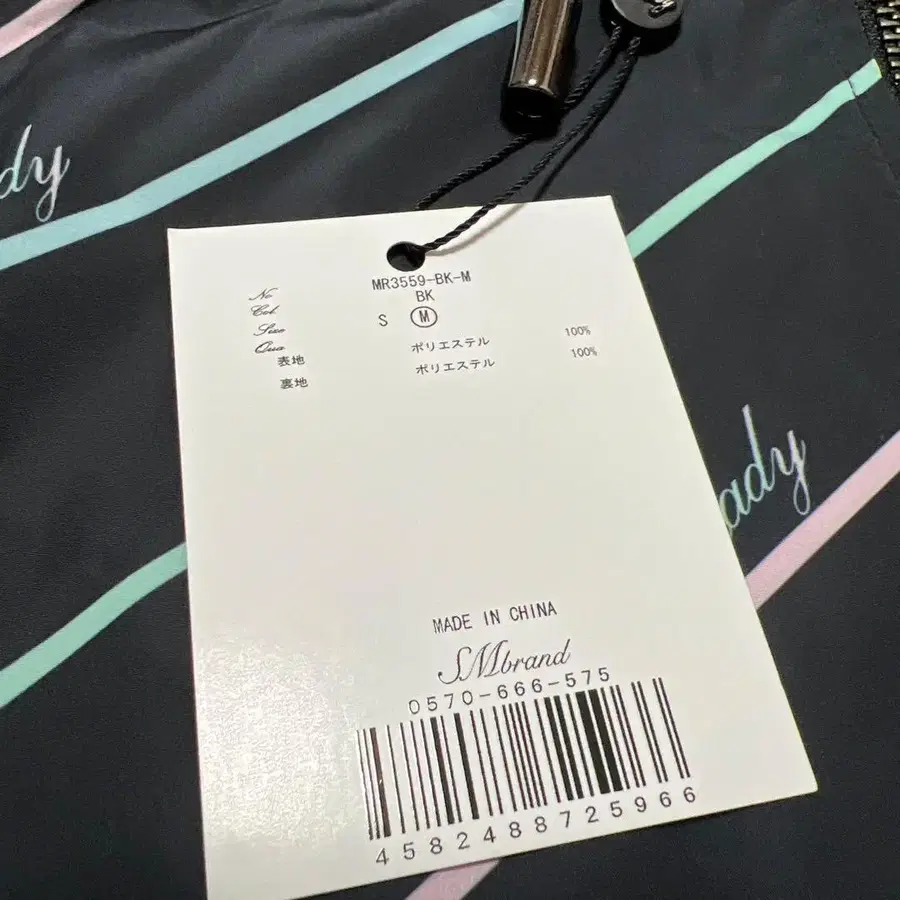 dy
No MR3559-BK-M
Col. BK
Size S M
Qua
表地 ポリエステル 100%
裏地 ポリエステル 100%
ady
MADE IN CHINA
SMbrand
0570-666-575
4582488725966